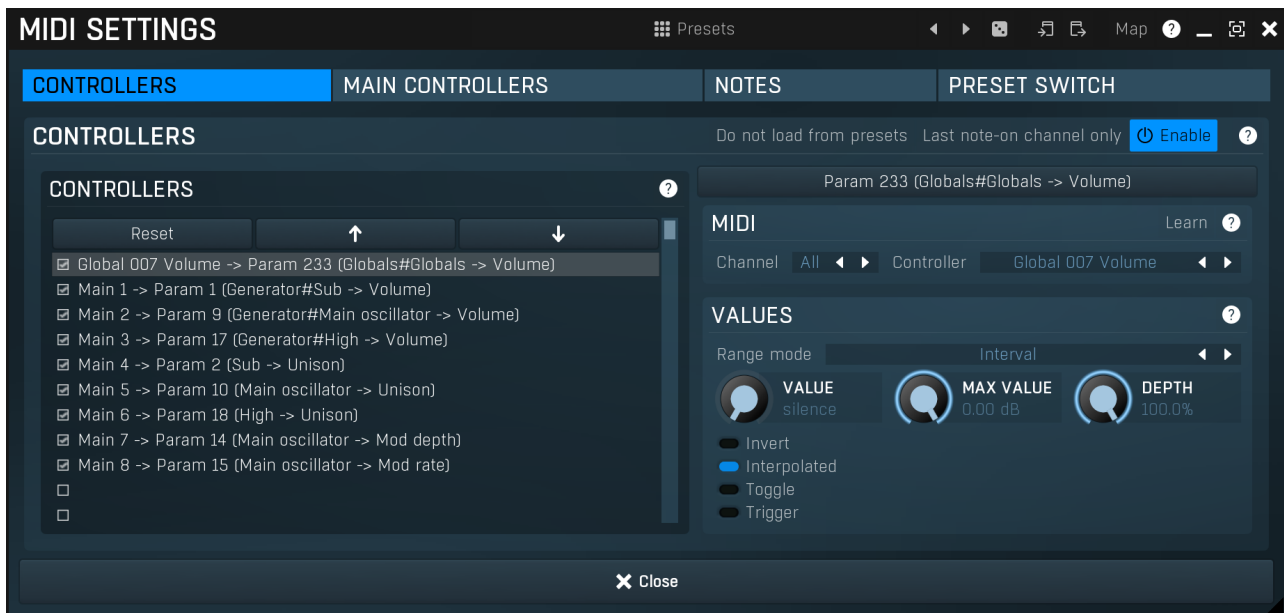 MIDI SETTINGS Presets Map ?
CONTROLLERS MAIN CONTROLLERS NOTES PRESET SWITCH
CONTROLLERS Do not load from presets Last note-on channel only Enable ?
CONTROLLERS ?
Param 233 (Globals#Globals -> Volume)
Reset
Global 007 Volume -> Param 233 (Globals#Globals -> Volume)
Main 1 -> Param 1 (Generator#Sub -> Volume)
Main 2 -> Param 9 (Generator#Main oscillator -> Volume)
Main 3 -> Param 17 (Generator#High -> Volume)
Main 4 -> Param 2 (Sub -> Unison)
Main 5 -> Param 10 (Main oscillator -> Unison)
Main 6 -> Param 18 (High -> Unison)
Main 7 -> Param 14 (Main oscillator -> Mod depth)
Main 8 -> Param 15 (Main oscillator -> Mod rate)
MIDI Learn ?
Channel All Controller Global 007 Volume
VALUES ?
Range mode Interval
VALUE
silence
MAX VALUE
0.00 dB
DEPTH
100.0%
Invert
Interpolated
Toggle
Trigger
Close